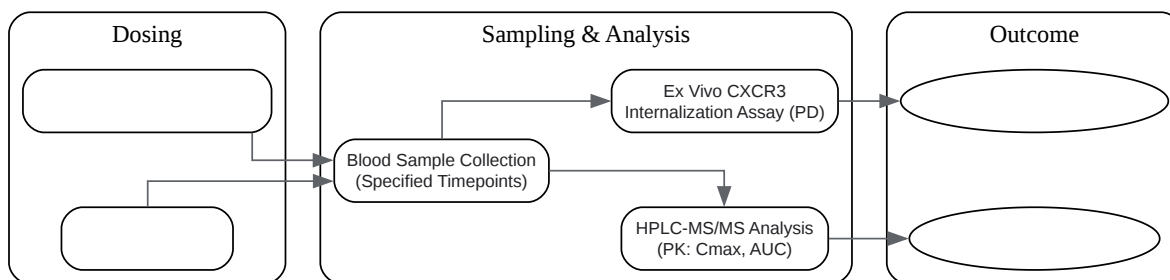 Dosing
Sampling & Analysis
Outcome
Ex Vivo CXCR3
Internalization Assay (PD)
Blood Sample Collection
(Specified Timepoints)
HPLC-MS/MS Analysis
(PK: Cmax, AUC)